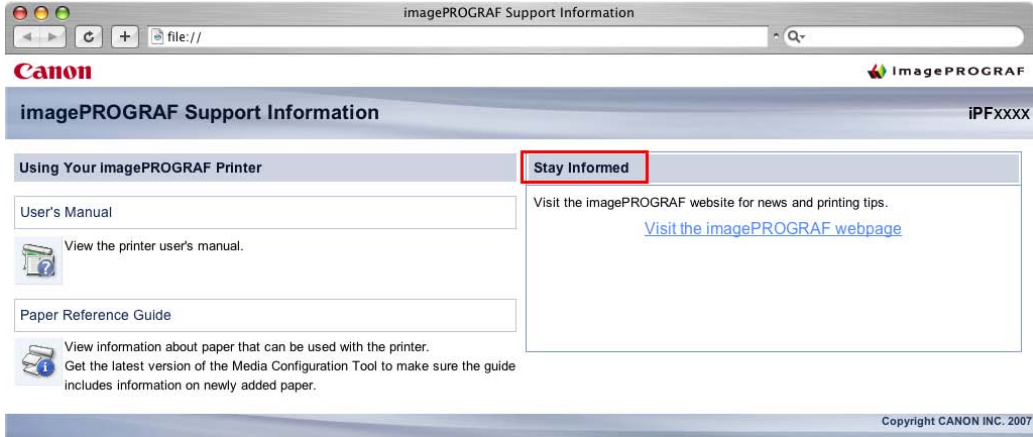 imagePROGRAF Support Information
file://
Canon
imagePROGRAF
imagePROGRAF Support Information
iPFxxxx
Using Your imagePROGRAF Printer
User's Manual
View the printer user's manual.
Paper Reference Guide
View information about paper that can be used with the printer.
Get the latest version of the Media Configuration Tool to make sure the guide
includes information on newly added paper.
Stay Informed
Visit the imagePROGRAF website for news and printing tips.
Visit the imagePROGRAF webpage
Copyright CANON INC. 2007